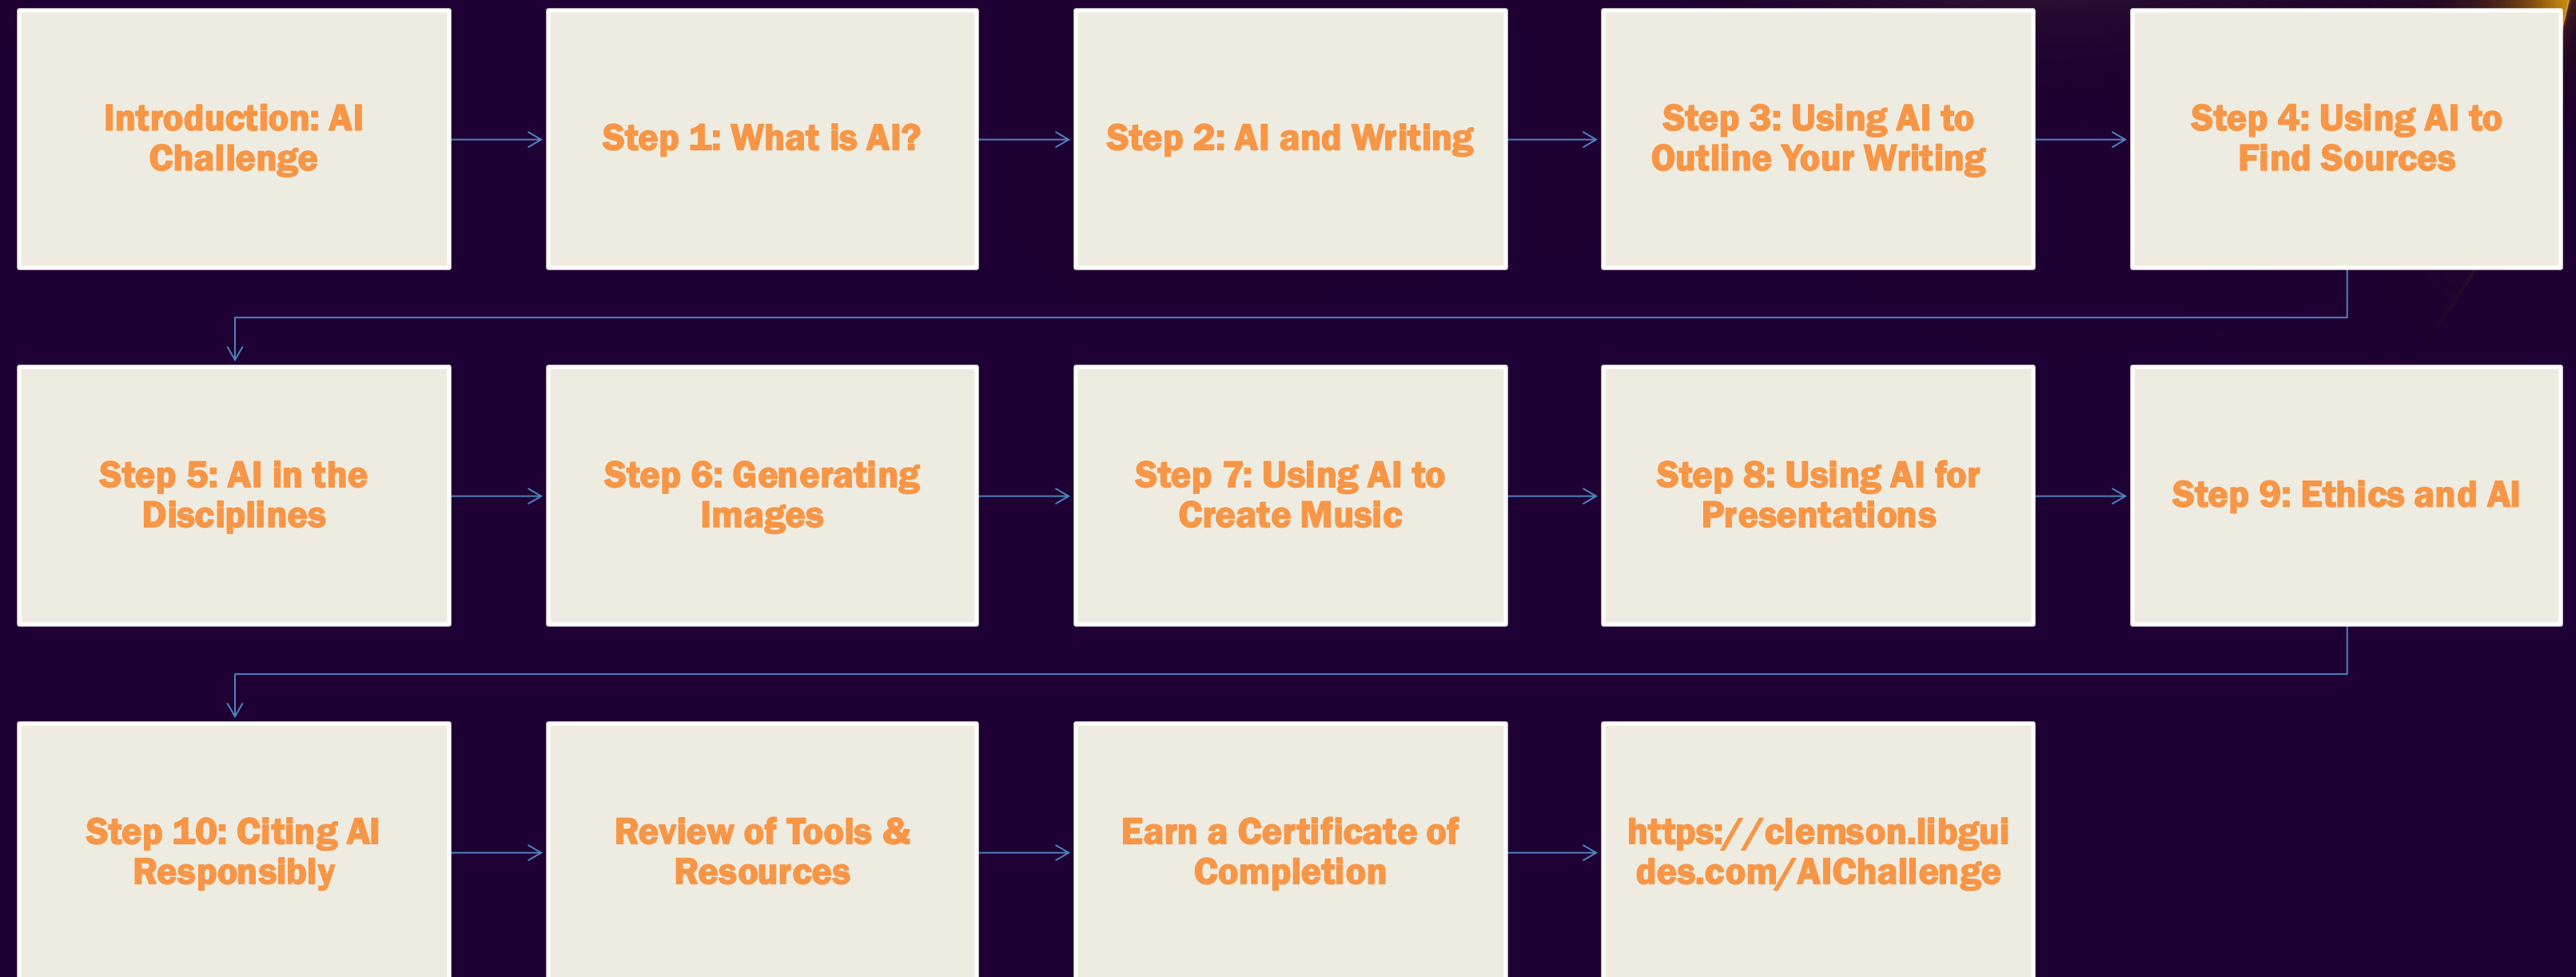 Introduction: AI
Challenge
Step 1: What is AI?
Step 2: AI and Writing
Step 3: Using AI to
Outline Your Writing
Step 4: Using AI to
Find Sources
Step 5: AI in the
Disciplines
Step 6: Generating
Images
Step 7: Using AI to
Create Music
Step 8: Using AI for
Presentations
Step 9: Ethics and AI
Step 10: Citing AI
Responsibly
Review of Tools &
Resources
Earn a Certificate of
Completion
https://clemson.libgui
des.com/AIChallenge